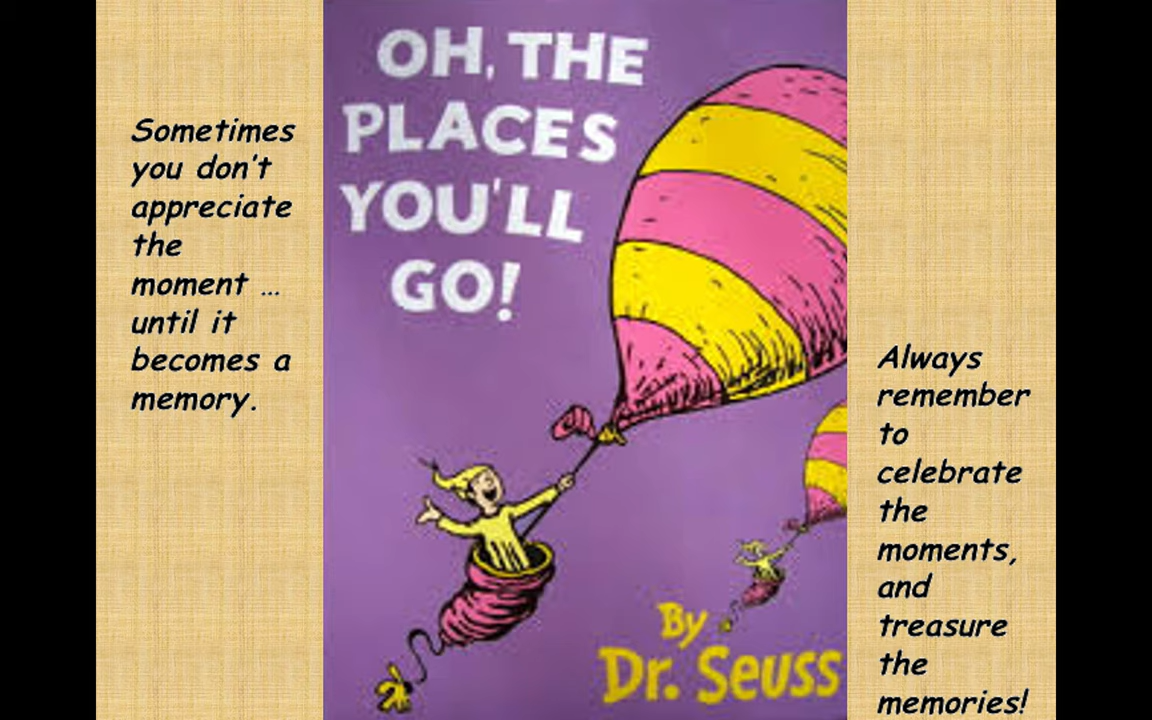 Sometimes
you don't
appreciate
the
moment ...
until it
becomes a
memory.
OH, THE
PLACES
YOU'LL
GO!
By
Dr. Seuss
Always
remember
to
celebrate
the
moments,
and
treasure
the
memories!